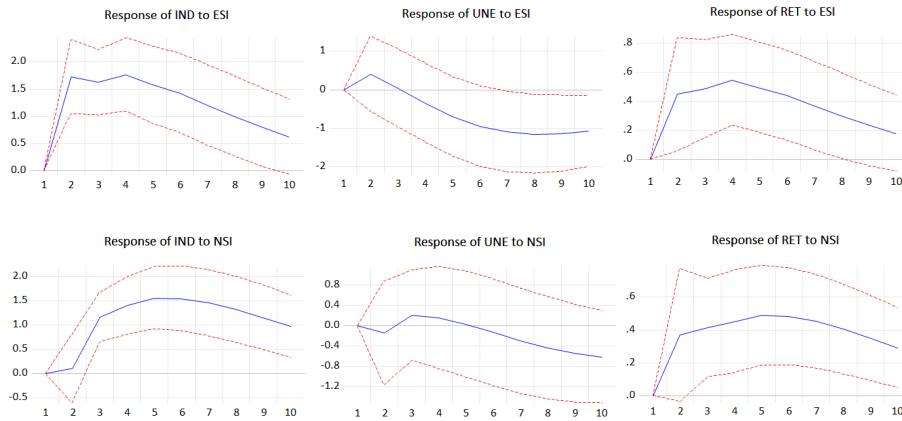 Response of IND to ESI
2.0
1.5
1.0
0.5
0.0
1 2 3 4 5 6 7 8 9 10
Response of UNE to ESI
1
0
-1
-2
1 2 3 4 5 6 7 8 9 10
Response of RET to ESI
.8
.6
.4
.2
.0
1 2 3 4 5 6 7 8 9 10
Response of IND to NSI
2.0
1.5
1.0
0.5
0.0
-0.5
1 2 3 4 5 6 7 8 9 10
Response of UNE to NSI
0.8
0.4
0.0
-0.4
-0.8
-1.2
1 2 3 4 5 6 7 8 9 10
Response of RET to NSI
.6
.4
.2
.0
1 2 3 4 5 6 7 8 9 10